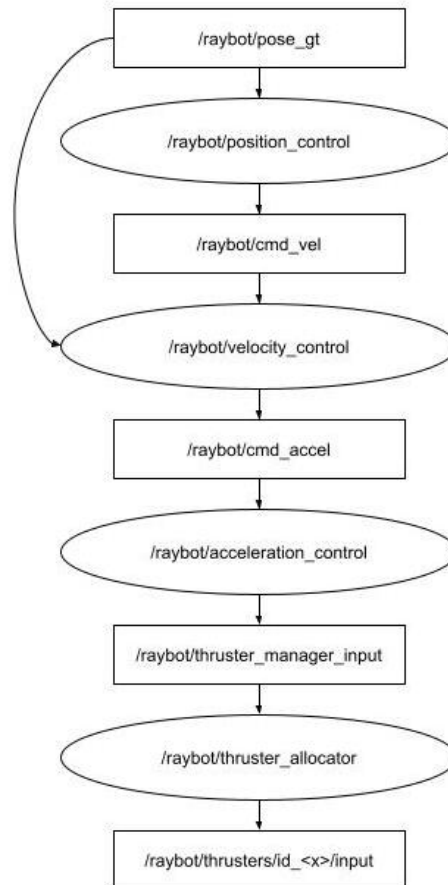 /raybot/pose_gt
/raybot/position_control
/raybot/cmd_vel
/raybot/velocity_control
/raybot/cmd_accel
/raybot/acceleration_control
/raybot/thruster_manager_input
/raybot/thruster_allocator
/raybot/thrusters/id_<x>/input